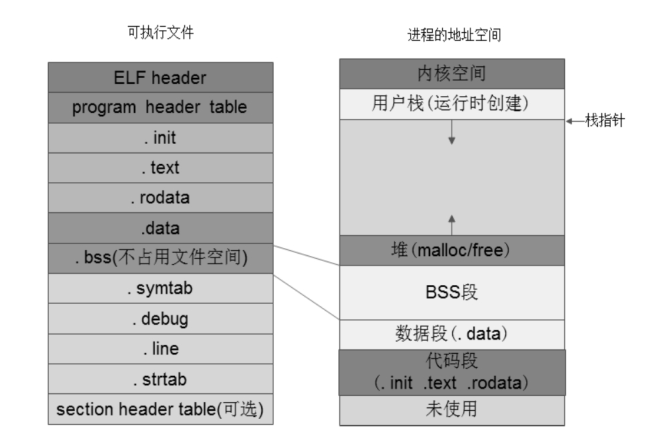 可执行文件
ELF header
program header table
. init
. text
. rodata
.data
. bss(不占用文件空间)
. symtab
. debug
. line
. strtab
section header table(可选)
进程的地址空间
内核空间
用户栈(运行时创建)
栈指针
堆(malloc/free)
BSS段
数据段(. data)
代码段
(. init .text .rodata)
未使用